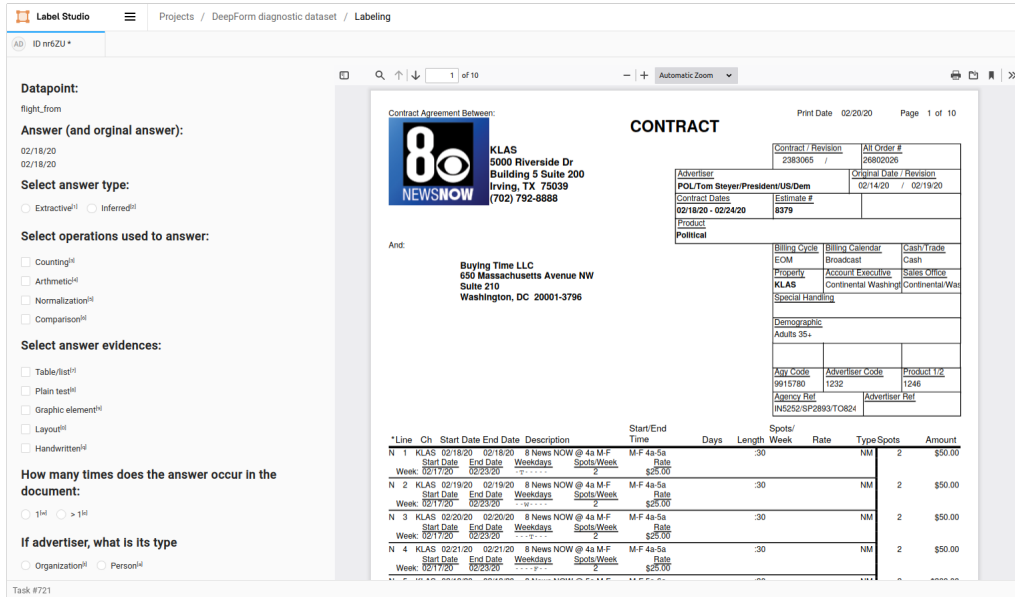 Label Studio
Projects / DeepForm diagnostic dataset / Labeling
AD ID nr6ZU *
Datapoint:
flight_from
Answer (and orginal answer):
02/18/20
02/18/20
Select answer type:
Extractive[1] Inferred[2]
Select operations used to answer:
Counting[3]
Arithmetic[4]
Normalization[5]
Comparison[6]
Select answer evidences:
Table/list[7]
Plain test[8]
Graphic element[9]
Layout[0]
Handwritten[q]
How many times does the answer occur in the
document:
1[w] > 1[e]
If advertiser, what is its type
Organization[t] Person[a]
Task #721
1 of 10
Automatic Zoom
Contract Agreement Between:
CONTRACT
Print Date 02/20/20 Page 1 of 10
8
NEWSNOW
KLAS
5000 Riverside Dr
Building 5 Suite 200
Irving, TX 75039
(702) 792-8888
Contract / Revision Alt Order #
2383065 / 26802026
Advertiser Original Date / Revision
POL/Tom Steyer/President/US/Dem 02/14/20 / 02/19/20
Contract Dates Estimate #
02/18/20 - 02/24/20 8379
Product
Political
And:
Buying Time LLC
650 Massachusetts Avenue NW
Suite 210
Washington, DC 20001-3796
Billing Cycle Billing Calendar Cash/Trade
EOM Broadcast Cash
Property Account Executive Sales Office
KLAS Continental Washingt Continental/Was
Special Handling
Demographic
Adults 35+
Agy Code Advertiser Code Product 1/2
9915780 1232 1246
Agency Ref Advertiser Ref
IN5252/SP2893/TO824
Start/End Spots/
*Line Ch Start Date End Date Description Time Days Length Week Rate Type Spots Amount
N 1 KLAS 02/18/20 02/18/20 8 News NOW @ 4a M-F M-F 4a-5a :30 NM 2 $50.00
Start Date End Date Weekdays Spots/Week Rate
Week: 02/17/20 02/23/20 -T----- 2 $25.00
N 2 KLAS 02/19/20 02/19/20 8 News NOW @ 4a M-F M-F 4a-5a :30 NM 2 $50.00
Start Date End Date Weekdays Spots/Week Rate
Week: 02/17/20 02/23/20 --W---- 2 $25.00
N 3 KLAS 02/20/20 02/20/20 8 News NOW @ 4a M-F M-F 4a-5a :30 NM 2 $50.00
Start Date End Date Weekdays Spots/Week Rate
Week: 02/17/20 02/23/20 ---T--- 2 $25.00
N 4 KLAS 02/21/20 02/21/20 8 News NOW @ 4a M-F M-F 4a-5a :30 NM 2 $50.00
Start Date End Date Weekdays Spots/Week Rate
Week: 02/17/20 02/23/20 ----F-- 2 $25.00